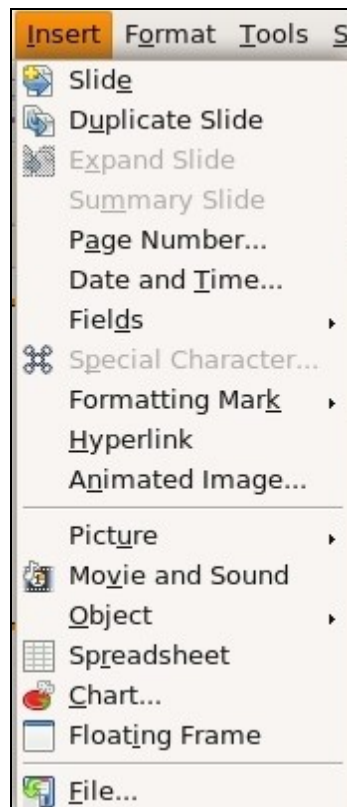 Insert Format Tools S
Slide
Duplicate Slide
Expand Slide
Summary Slide
Page Number...
Date and Time...
Fields
Special Character...
Formatting Mark
Hyperlink
Animated Image...
Picture
Movie and Sound
Object
Spreadsheet
Chart...
Floating Frame
File...